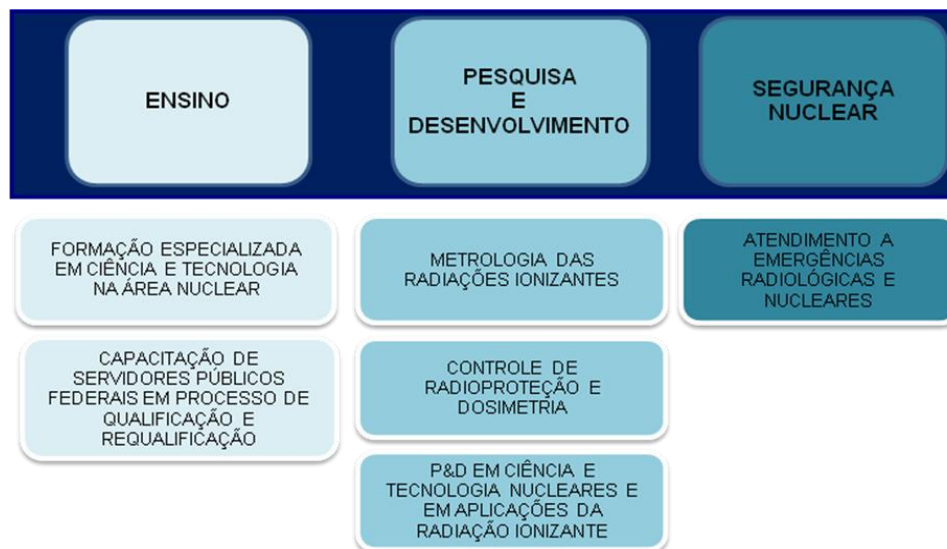 ENSINO
PESQUISA
E
DESENVOLVIMENTO
SEGURANÇA
NUCLEAR
FORMAÇÃO ESPECIALIZADA
EM CIÊNCIA E TECNOLOGIA
NA ÁREA NUCLEAR
CAPACITAÇÃO DE
SERVIDORES PÚBLICOS
FEDERAIS EM PROCESSO DE
QUALIFICAÇÃO E
REQUALIFICAÇÃO
METROLOGIA DAS
RADIAÇÕES IONIZANTES
CONTROLE DE
RADIOPROTEÇÃO E
DOSIMETRIA
P&D EM CIÊNCIA E
TECNOLOGIA NUCLEARES E
EM APLICAÇÕES DA
RADIAÇÃO IONIZANTE
ATENDIMENTO A
EMERGÊNCIAS
RADIOLÓGICAS E
NUCLEARES